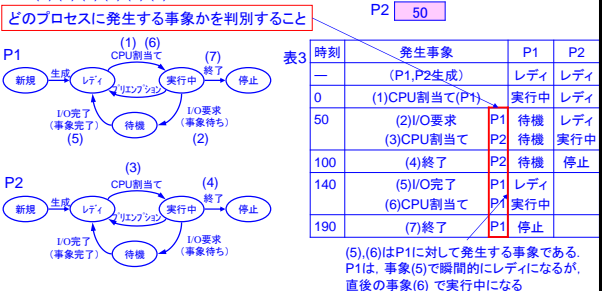 P2 50
どのプロセスに発生する事象かを判別すること
P1
(1) (6)
CPU割当て
(7)
終了
新規
生成
レディ
プリエンプション
実行中
停止
I/O完了
(事象完了)
(5)
待機
I/O要求
(事象待ち)
(2)
P2
(3)
CPU割当て
(4)
終了
新規
生成
レディ
プリエンプション
実行中
停止
I/O完了
(事象完了)
待機
I/O要求
(事象待ち)
表3
時刻 発生事象 P1 P2
― (P1,P2生成) レディ レディ
0 (1)CPU割当て(P1) 実行中 レディ
50 (2)I/O要求 P1 待機 レディ
(3)CPU割当て P2 待機 実行中
100 (4)終了 P2 待機 停止
140 (5)I/O完了 P1 レディ
(6)CPU割当て P1 実行中
190 (7)終了 P1 停止
(5),(6)はP1に対して発生する事象である.
P1は, 事象(5)で瞬間的にレディになるが,
直後の事象(6) で実行中になる